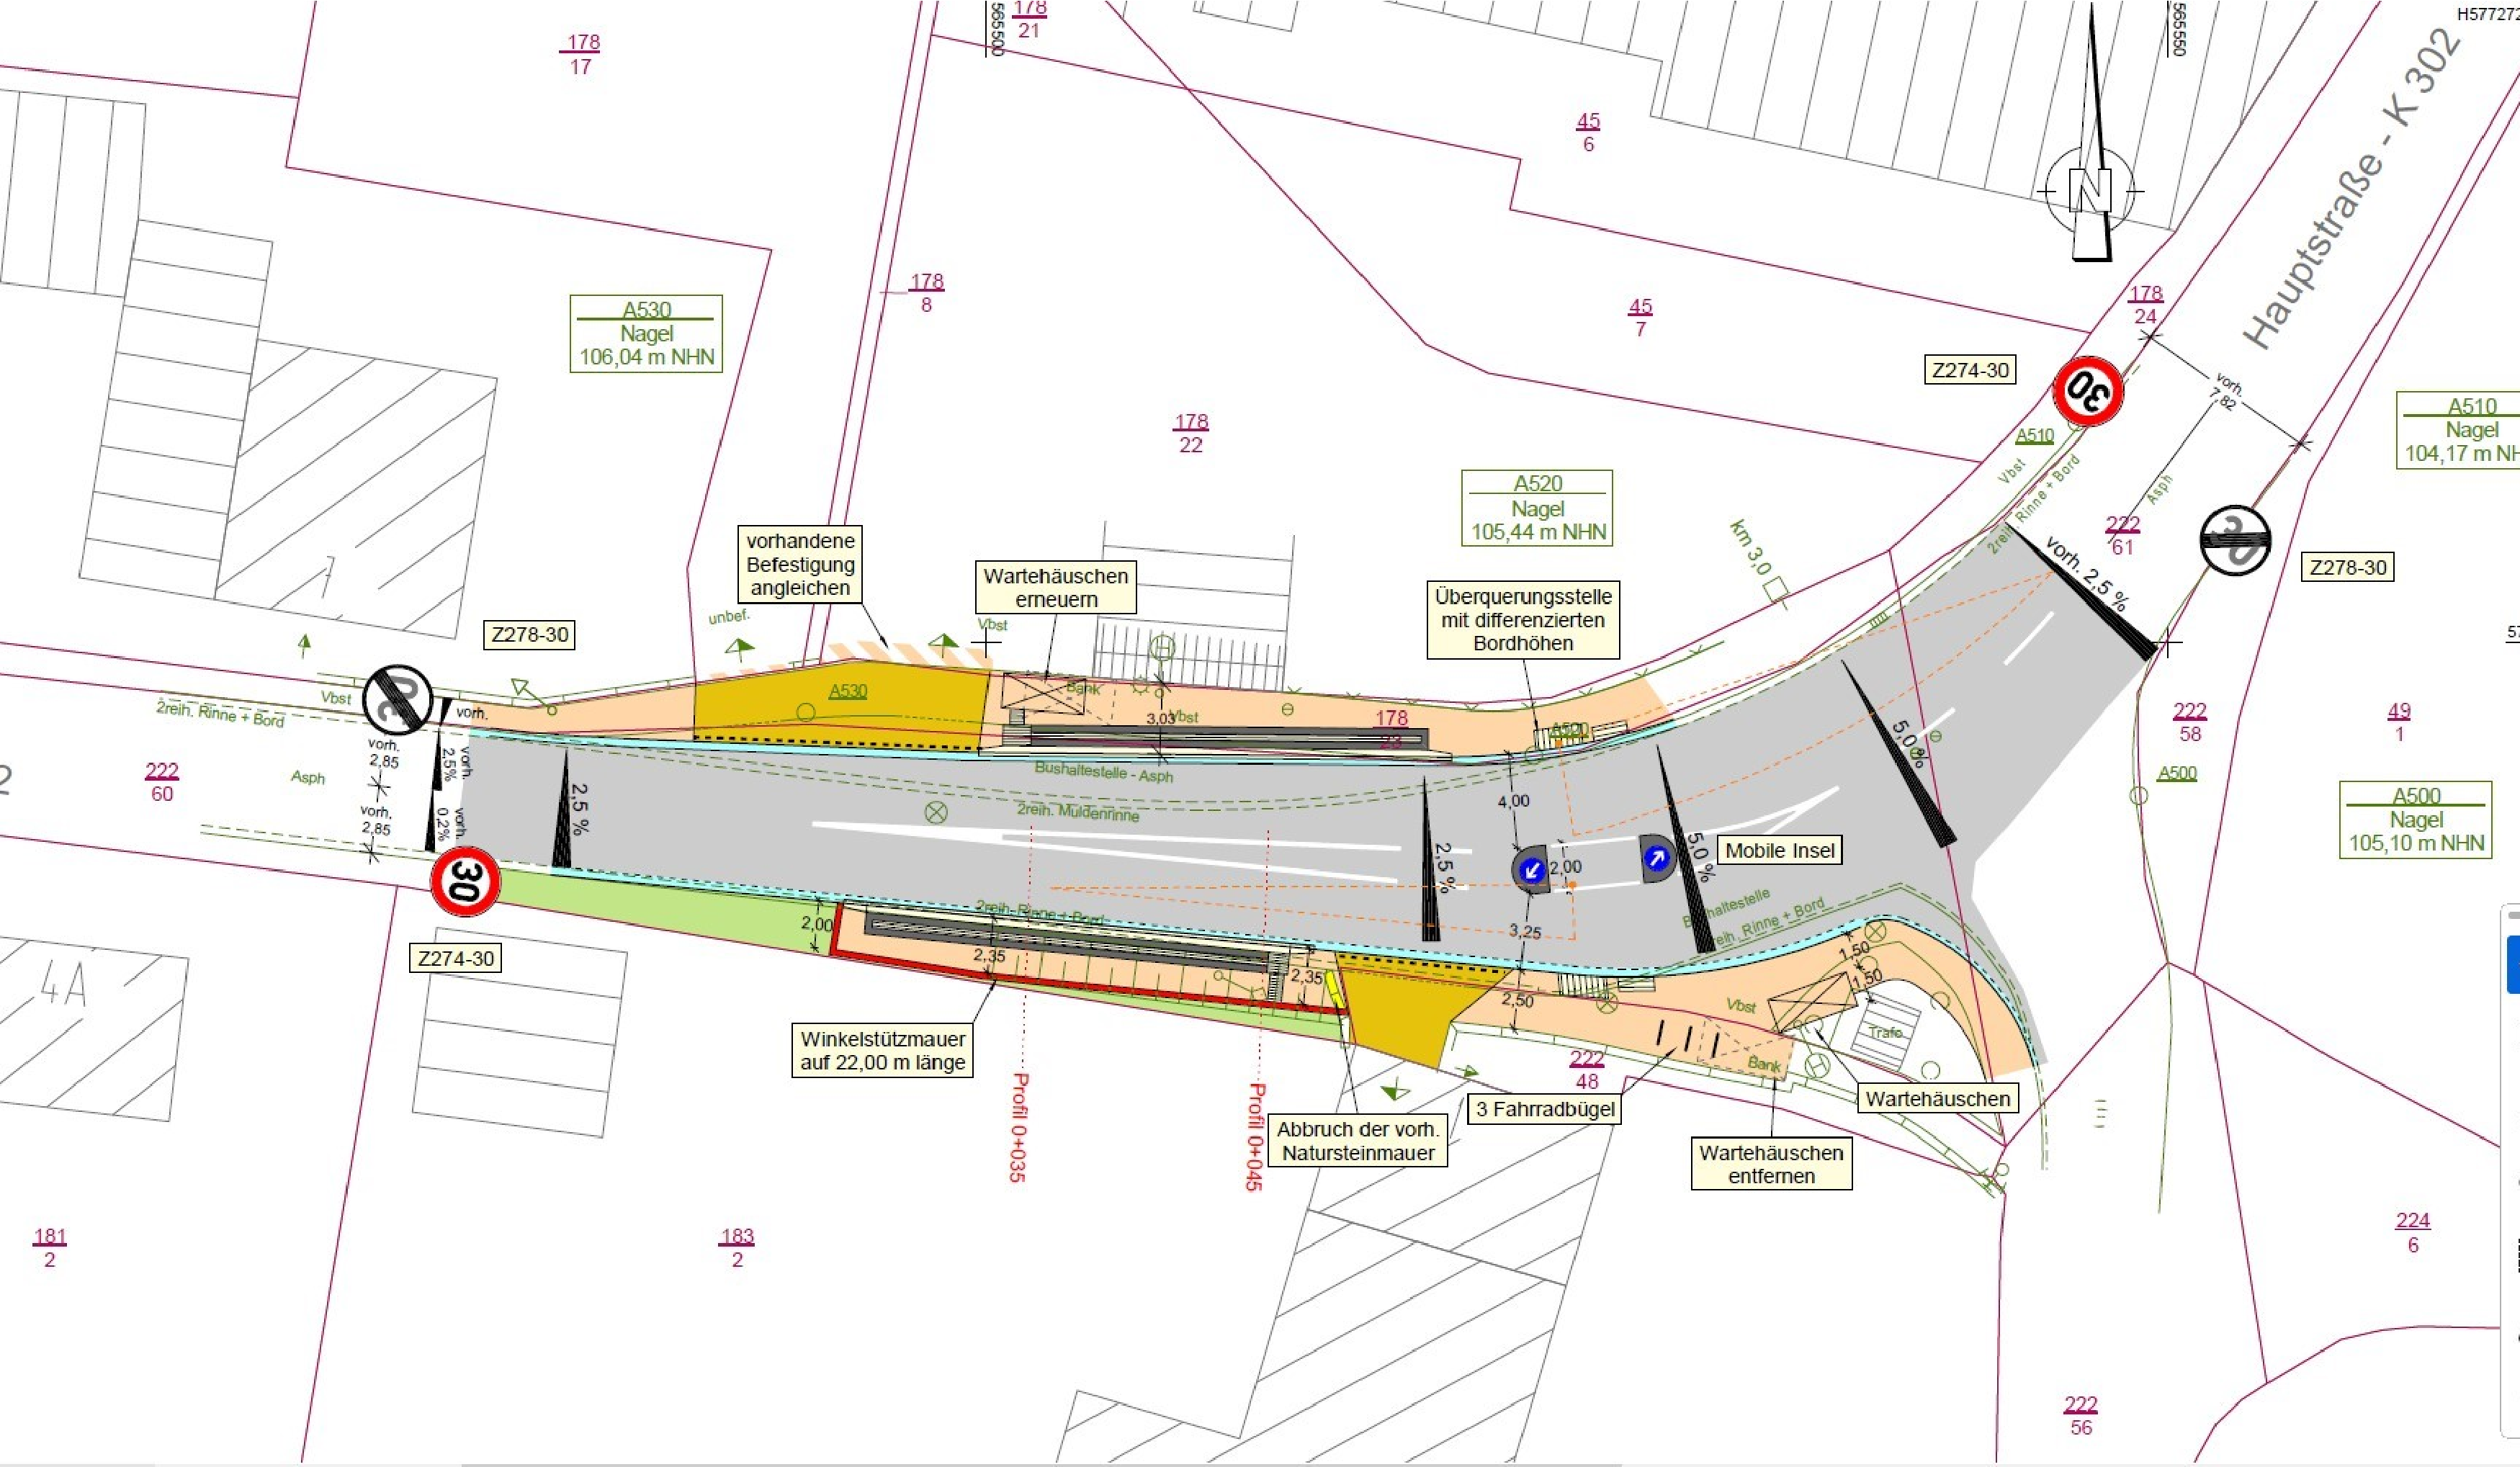 178
17
565500
178
21
565550
H577272
Hauptstraße - K 302
45
6
N
178
8
A530
Nagel
106,04 m NHN
45
7
178
24
Z274-30
30
vorh.
7,82
A510
Nagel
104,17 m NH
178
22
A510
Vbst
2reih. Rinne + Bord
Asph
A520
Nagel
105,44 m NHN
km 3,0
222
61
vorh. 2,5 %
Z278-30
vorhandene
Befestigung
angleichen
Wartehäuschen
erneuern
Überquerungsstelle
mit differenzierten
Bordhöhen
unbef.
Vbst
Z278-30
Vbst
2reih. Rinne + Bord
vorh.
A530
Bank
3,03
Vbst
178
23
A520
5,0 %
222
58
49
1
A500
222
60
Asph
vorh.
2,85
vorh.
2,85
vorh.
2,5%
vorh.
0,2%
2,5 %
Bushaltestelle - Asph
2reih. Muldenrinne
4,00
2,5 %
2,00
5,0 %
Mobile Insel
A500
Nagel
105,10 m NHN
30
Z274-30
2,00
2reih. Rinne + Bord
2,35
2,35
3,25
2,50
Bushaltestelle
2reih. Rinne + Bord
1,50
1,50
Vbst
Trafo
Bank
4A
Winkelstützmauer
auf 22,00 m länge
Profil 0+035
Profil 0+045
Abbruch der vorh.
Natursteinmauer
222
48
3 Fahrradbügel
Wartehäuschen
Wartehäuschen
entfernen
181
2
183
2
224
6
222
56